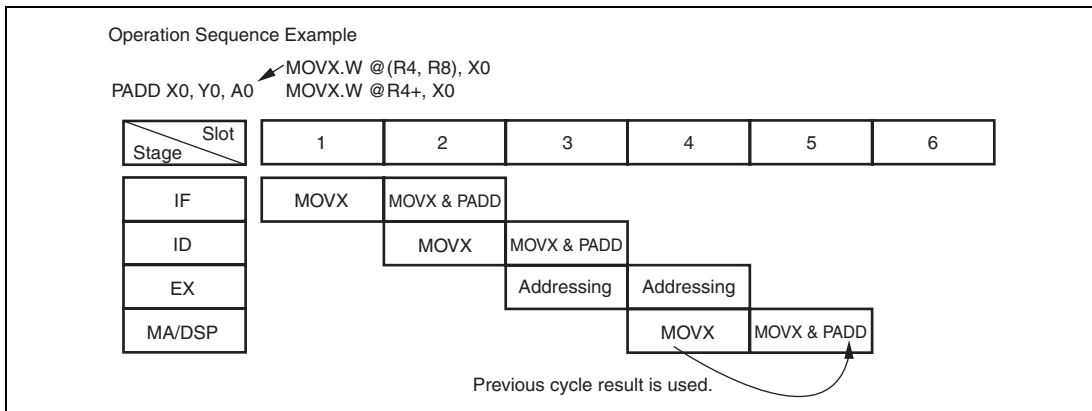 Operation Sequence Example
MOVX.W @(R4, R8), X0
PADD X0, Y0, A0 MOVX.W @R4+, X0
Slot
Stage
1 2 3 4 5 6
IF MOVX MOVX & PADD
ID MOVX MOVX & PADD
EX Addressing Addressing
MA/DSP MOVX MOVX & PADD
Previous cycle result is used.